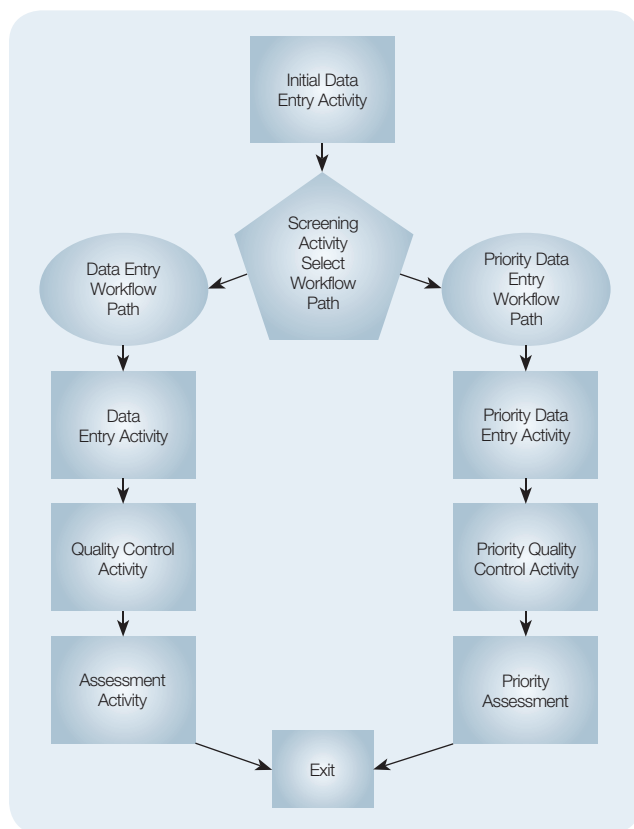 Initial Data
Entry Activity
Screening
Activity
Select
Workflow
Path
Data Entry
Workflow
Path
Priority Data
Entry
Workflow
Path
Data
Entry Activity
Priority Data
Entry Activity
Quality Control
Activity
Priority Quality
Control Activity
Assessment
Activity
Priority
Assessment
Exit